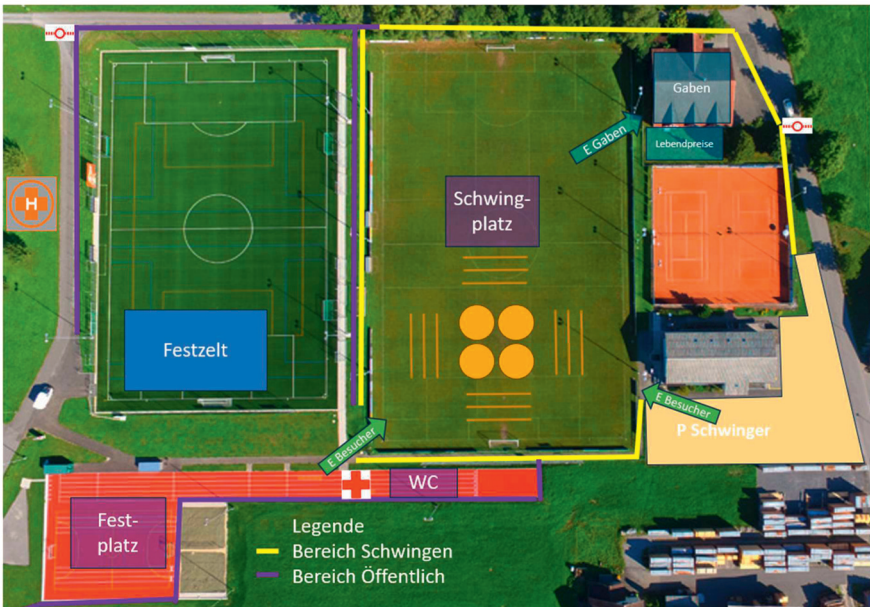 Gaben
E Gaben
Lebendpreise
H
Schwing-
platz
Festzelt
E Besucher
E Besucher
P Schwinger
WC
Fest-
platz
Legende
Bereich Schwingen
Bereich Öffentlich